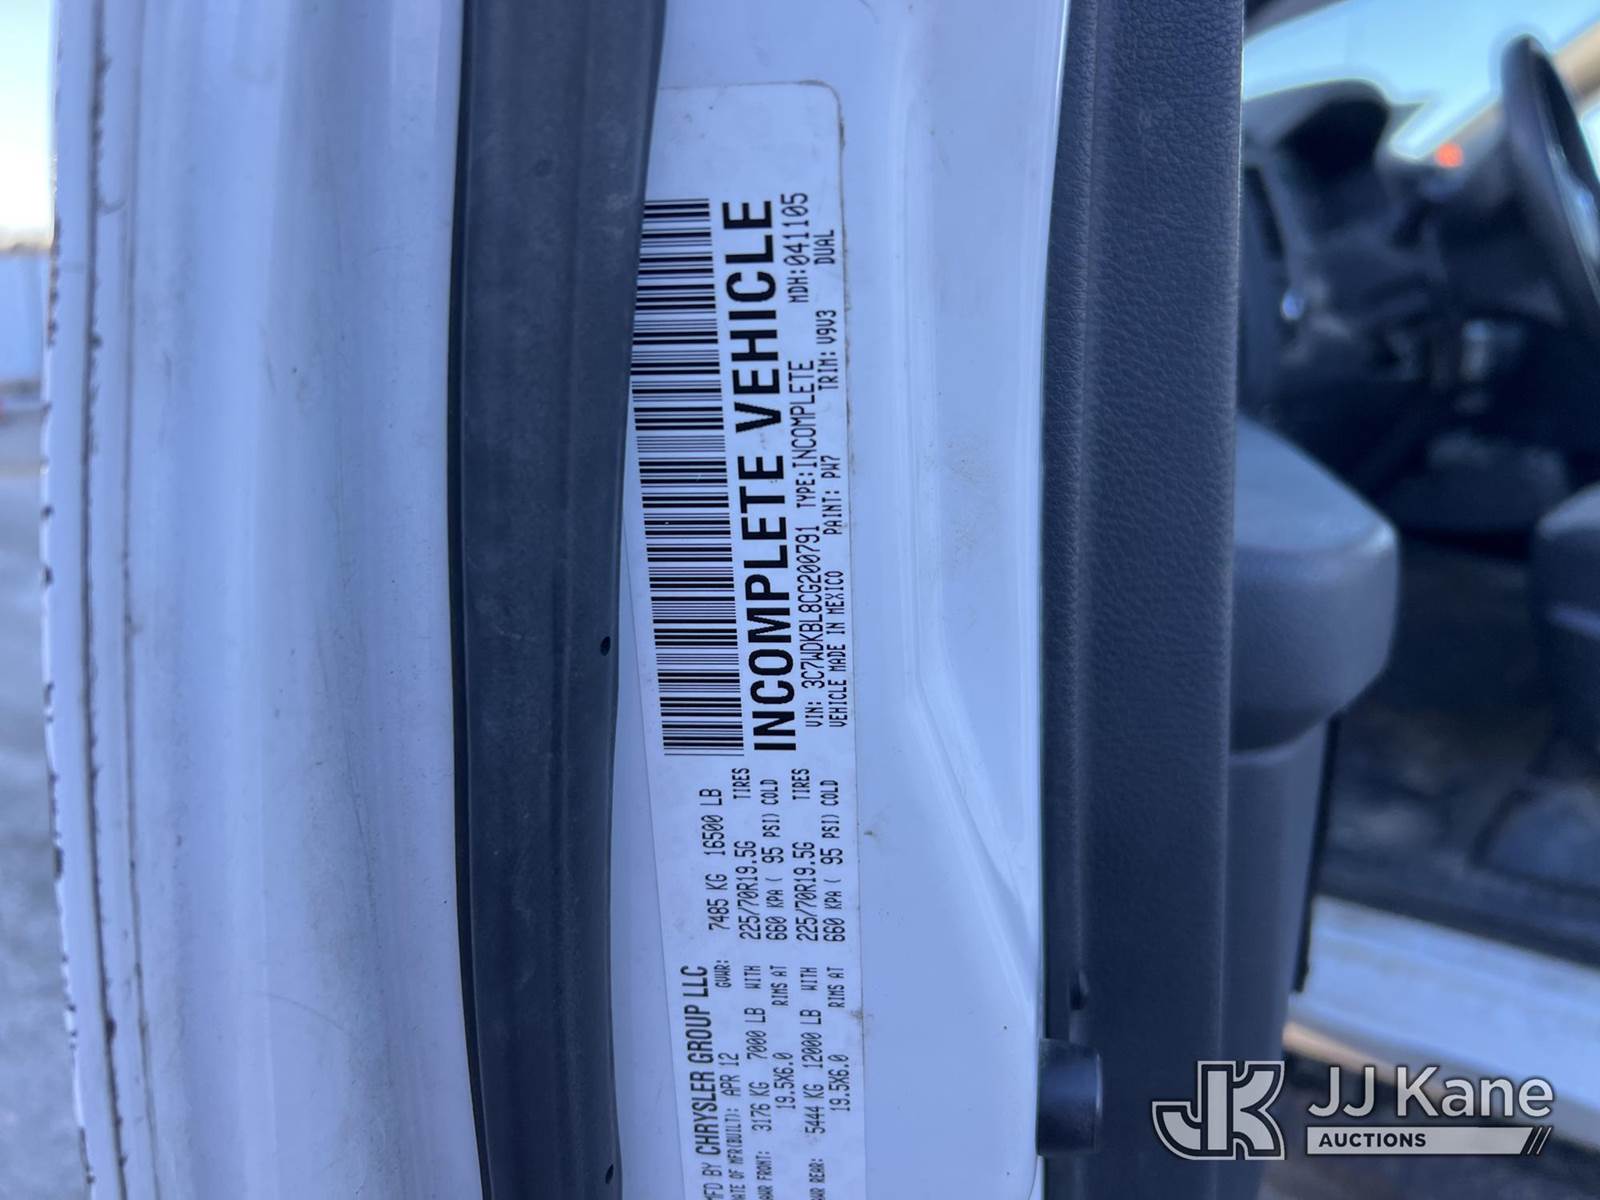 MFD BY CHRYSLER GROUP LLC
DATE OF MFR(BUILT): APR 12 GVWR: 7485 KG 16500 LB
FRONT: 3176 KG 7000 LB WITH 225/70R19.5G TIRES
19.5X6.0 RIMS AT 660 KPA ( 95 PSI) COLD
REAR: 5444 KG 12000 LB WITH 225/70R19.5G TIRES
19.5X6.0 RIMS AT 660 KPA ( 95 PSI) COLD
INCOMPLETE VEHICLE
VIN: 3C7WDKBL8CG200791 TYPE:INCOMPLETE MDH:041105
VEHICLE MADE IN MEXICO PAINT: PW7 TRIM: V9V3 DUAL
JK JJ Kane
AUCTIONS